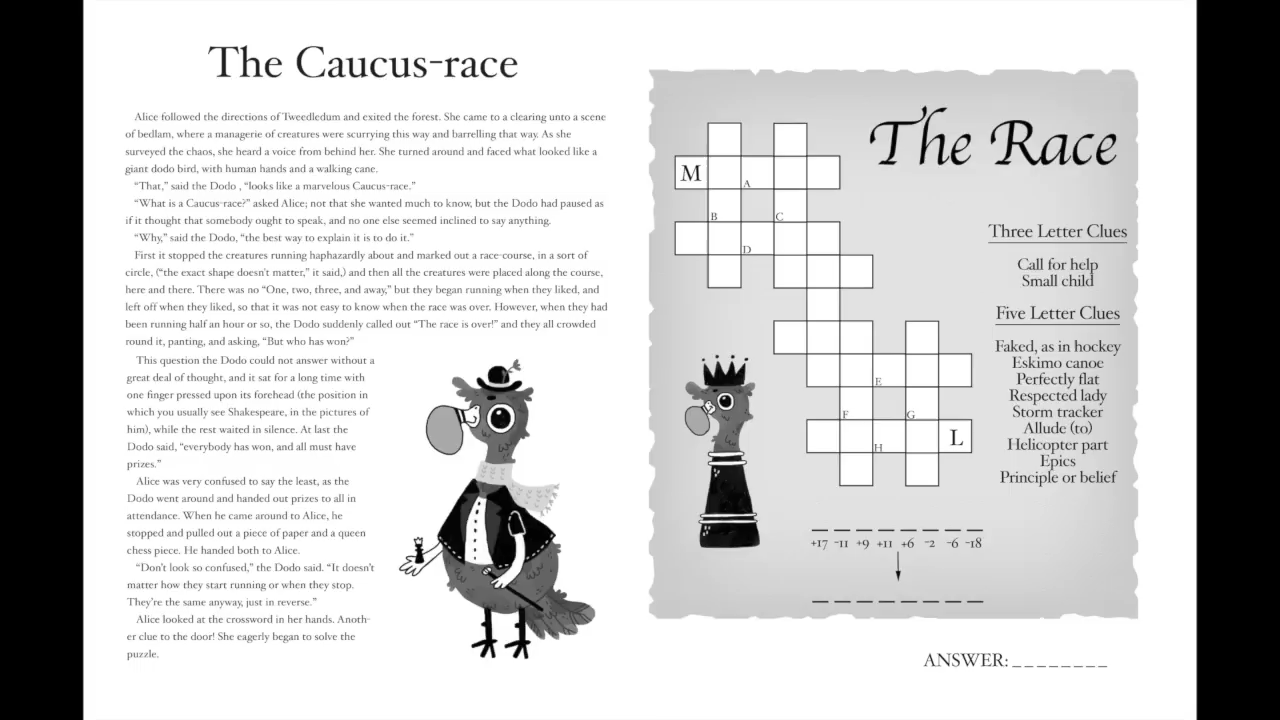 The Caucus-race
Alice followed the directions of Tweedledum and exited the forest. She came to a clearing unto a scene
of bedlam, where a managerie of creatures were scurrying this way and barrelling that way. As she
surveyed the chaos, she heard a voice from behind her. She turned around and faced what looked like a
giant dodo bird, with human hands and a walking cane.
“That,” said the Dodo , “looks like a marvelous Caucus-race.”
“What is a Caucus-race?” asked Alice; not that she wanted much to know, but the Dodo had paused as
if it thought that somebody ought to speak, and no one else seemed inclined to say anything.
“Why,” said the Dodo, “the best way to explain it is to do it.”
First it stopped the creatures running haphazardly about and marked out a race-course, in a sort of
circle, (“the exact shape doesn’t matter,” it said,) and then all the creatures were placed along the course,
here and there. There was no “One, two, three, and away,” but they began running when they liked, and
left off when they liked, so that it was not easy to know when the race was over. However, when they had
been running half an hour or so, the Dodo suddenly called out “The race is over!” and they all crowded
round it, panting, and asking, “But who has won?”
This question the Dodo could not answer without a
great deal of thought, and it sat for a long time with
one finger pressed upon its forehead (the position in
which you usually see Shakespeare, in the pictures of
him), while the rest waited in silence. At last the
Dodo said, “everybody has won, and all must have
prizes.”
Alice was very confused to say the least, as the
Dodo went around and handed out prizes to all in
attendance. When he came around to Alice, he
stopped and pulled out a piece of paper and a queen
chess piece. He handed both to Alice.
“Don’t look so confused,” the Dodo said. “It doesn’t
matter how they start running or when they stop.
They’re the same anyway, just in reverse.”
Alice looked at the crossword in her hands. Anoth-
er clue to the door! She eagerly began to solve the
puzzle.
The Race
M
A
B C
D
E
F G
L
H
Three Letter Clues
Call for help
Small child
Five Letter Clues
Faked, as in hockey
Eskimo canoe
Perfectly flat
Respected lady
Storm tracker
Allude (to)
Helicopter part
Epics
Principle or belief
+17 -11 +9 +11 +6 -2 -6 -18
ANSWER: _ _ _ _ _ _ _ _